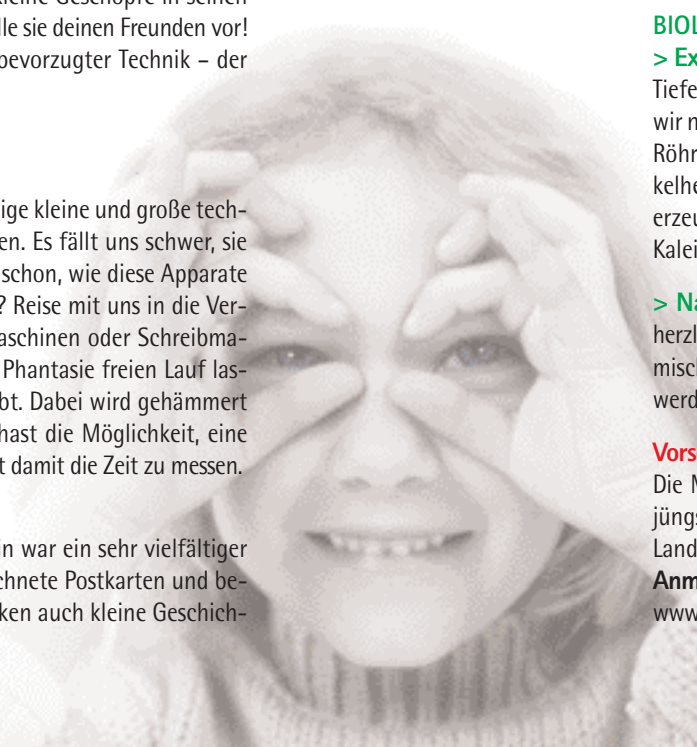 lle sie deinen Freunden vor!
bevorzugter Technik – der
ige kleine und große tech-
en. Es fällt uns schwer, sie
schon, wie diese Apparate
? Reise mit uns in die Ver-
aschinen oder Schreibma-
Phantasie freien Lauf las-
bt. Dabei wird gehämmert
hast die Möglichkeit, eine
t damit die Zeit zu messen.
in war ein sehr vielfältiger
chnete Postkarten und be-
ken auch kleine Geschich-
BIOL
> Ex
Tiefe
wir n
Röhr
kelhe
erzeu
Kalei
> Na
herzl
misch
werd
Vors
Die M
jüngs
Land
Anm
www